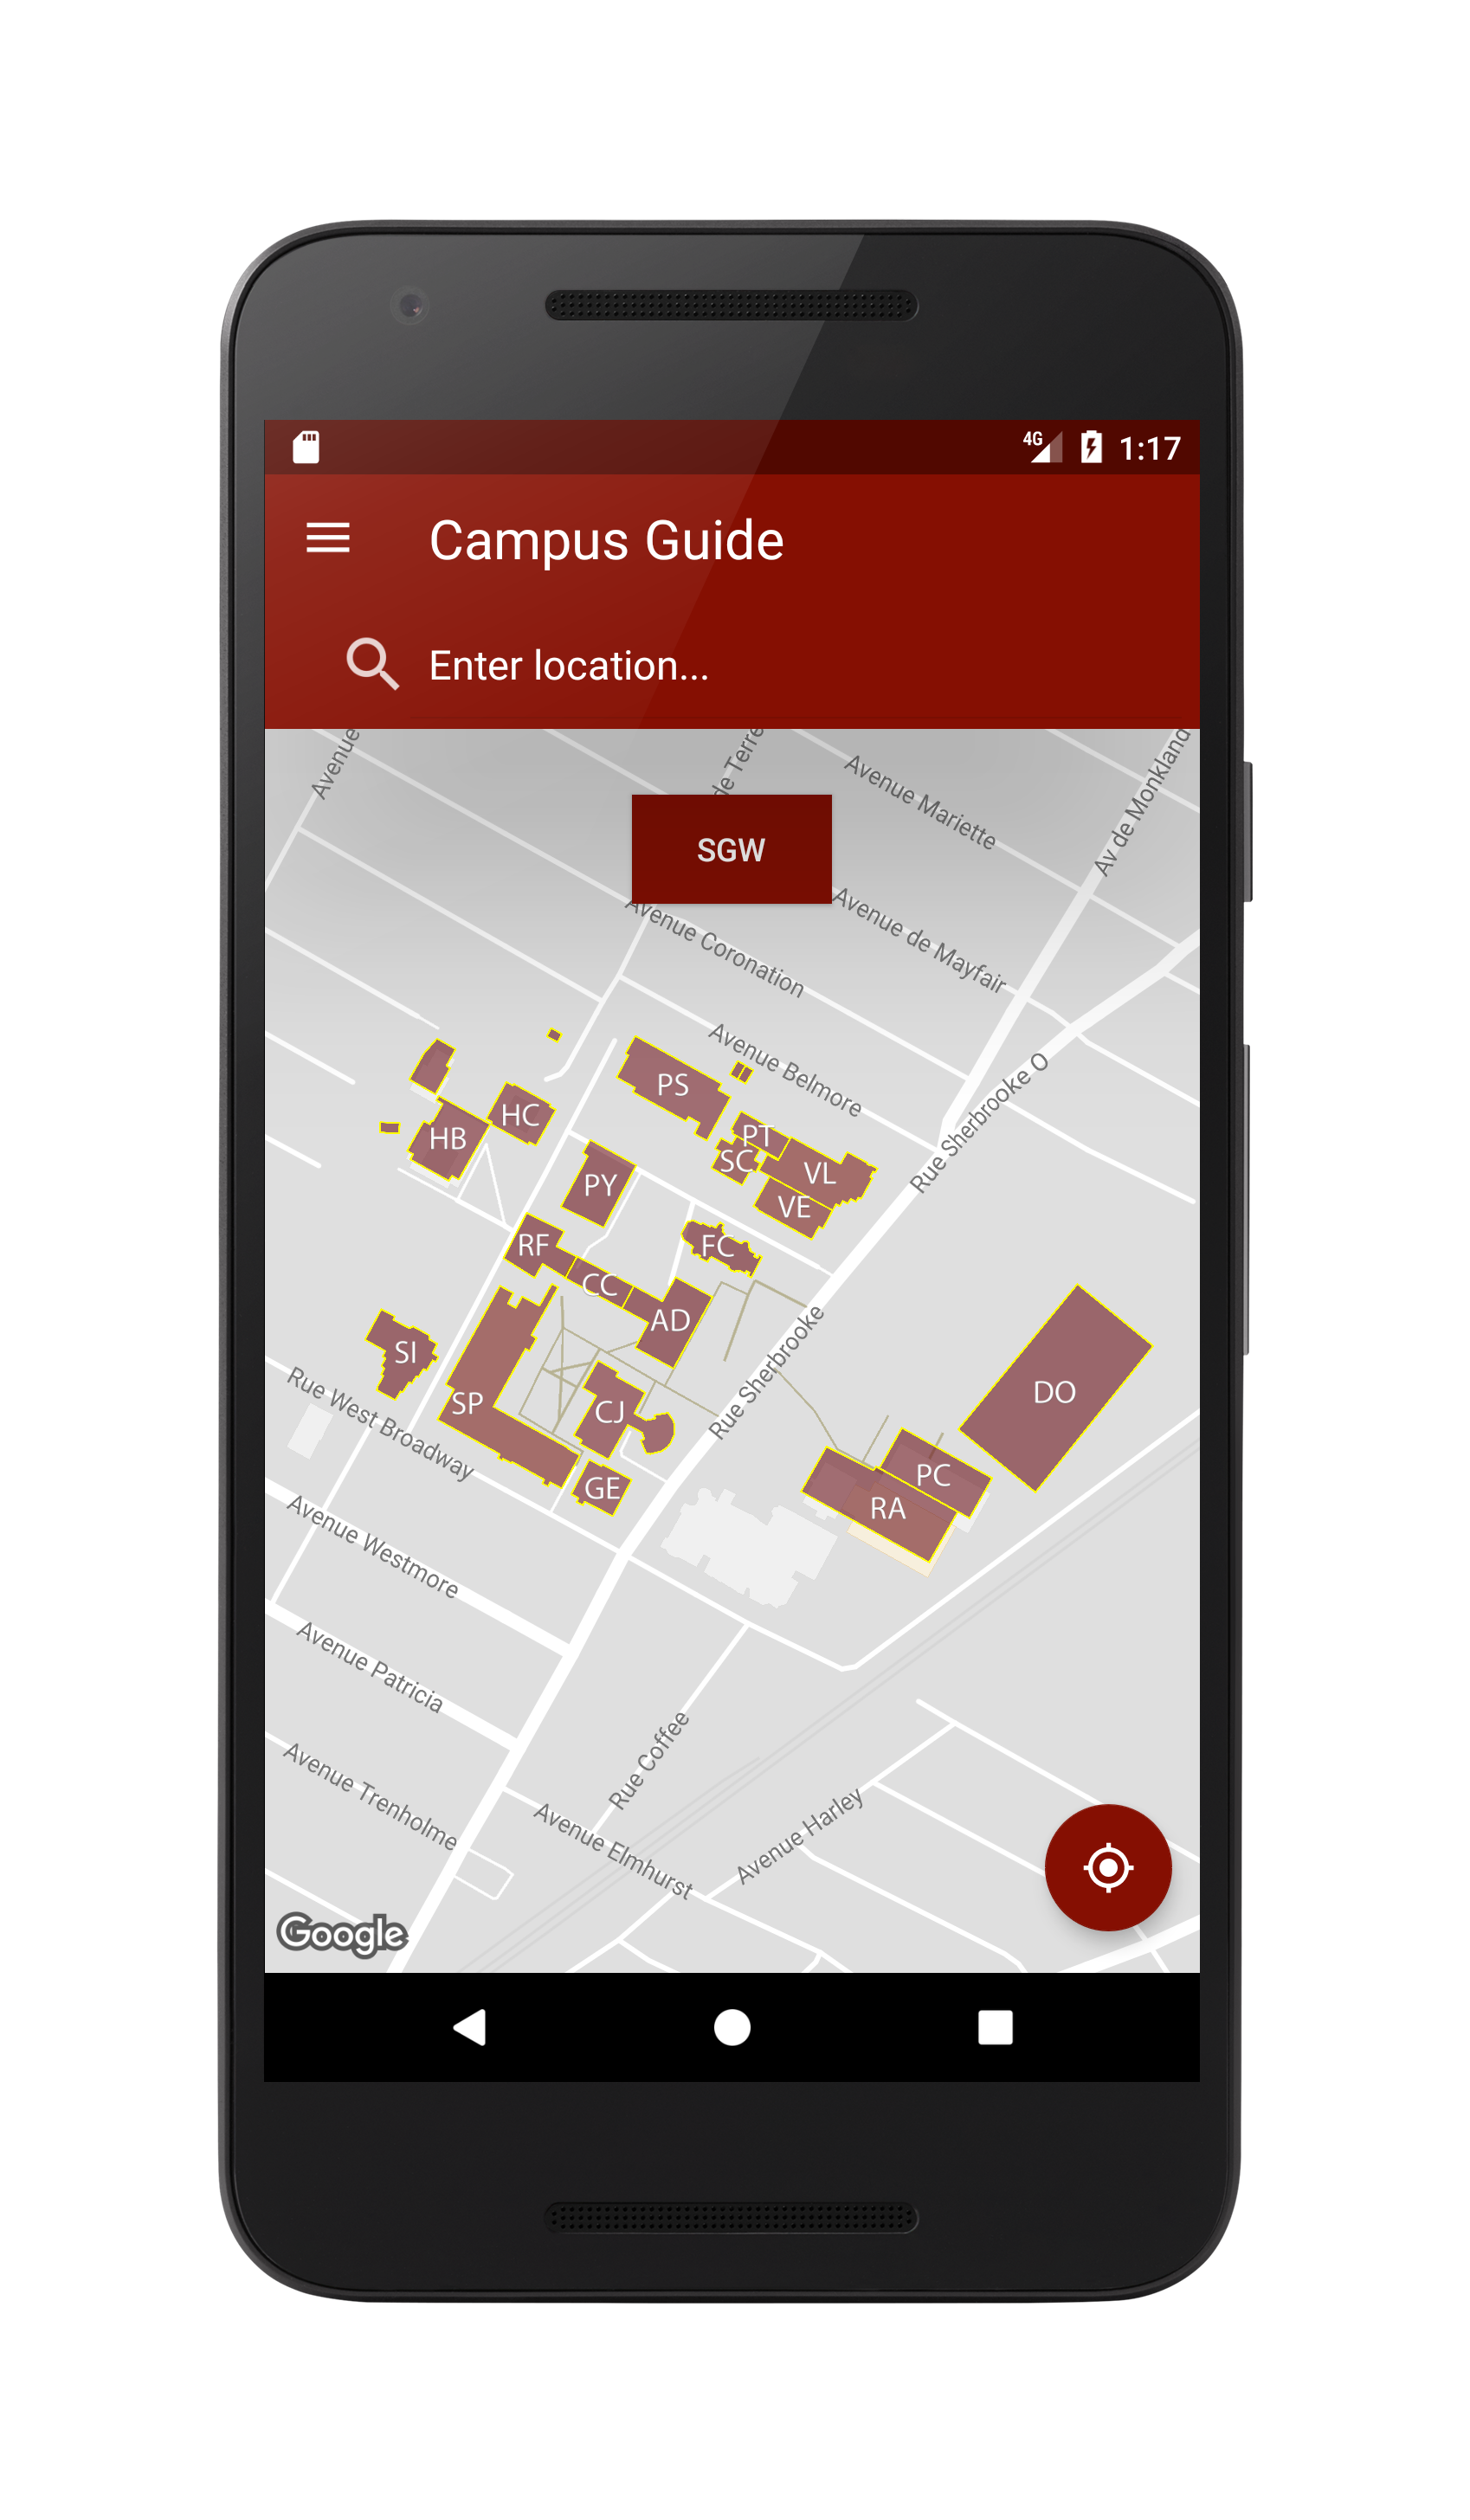 4G 1:17
Campus Guide
Enter location...
Avenue
de Terre
Avenue Mariette
Av de Monkland
SGW
Avenue Coronation
Avenue de Mayfair
Avenue Belmore
Rue Sherbrooke O
PS
HC
HB
PT
SC
VL
PY
VE
RF
FC
CC
AD
SI
Rue Sherbrooke
DO
SP
CJ
Rue West Broadway
PC
GE
RA
Avenue Westmore
Avenue Patricia
Rue Coffee
Avenue Trenholme
Avenue Elmhurst
Avenue Harley
Google